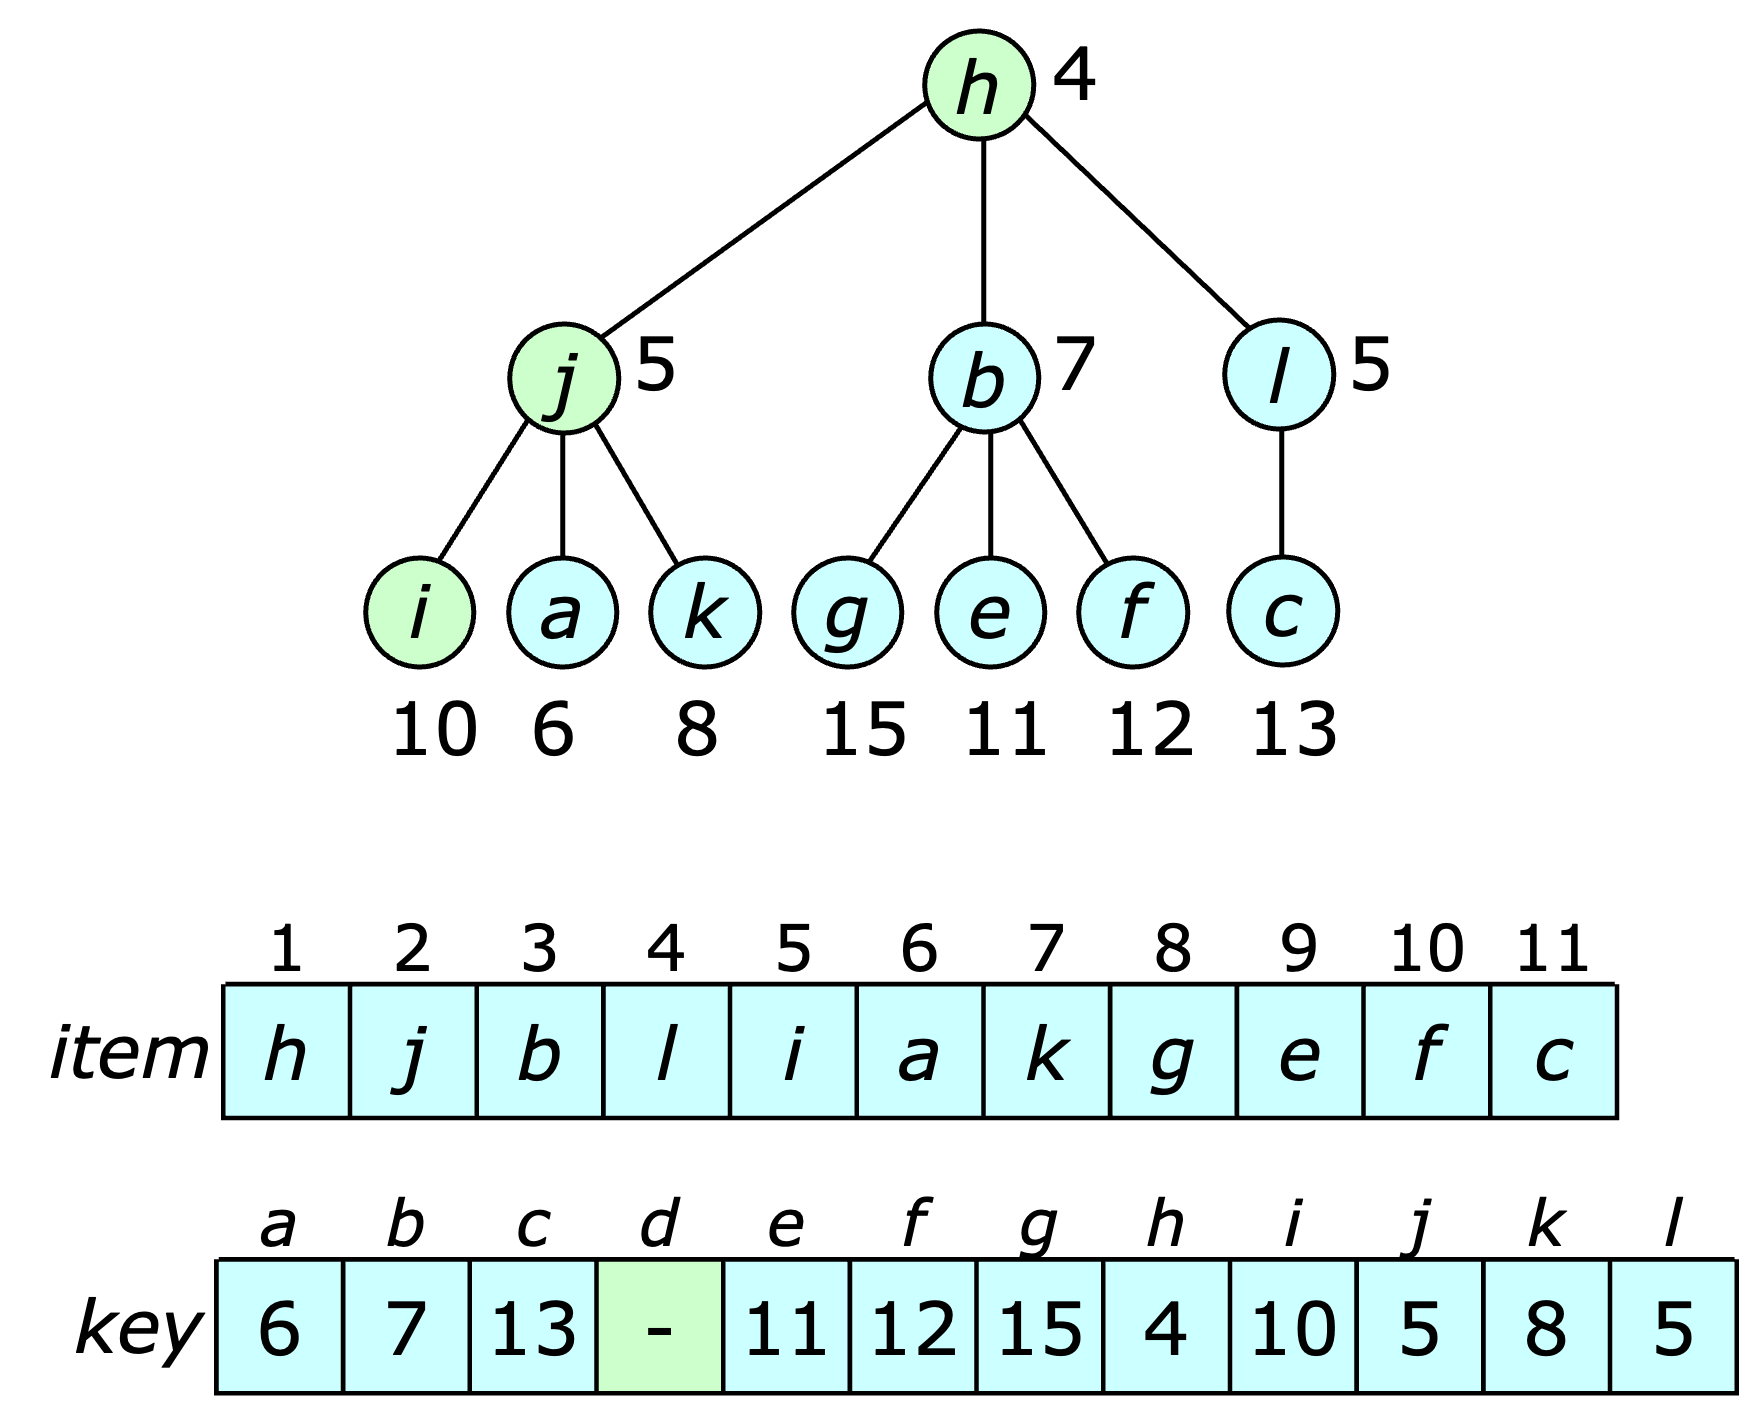 h 4
j 5 b 7 l 5
i a k g e f c
10 6 8 15 11 12 13
1 2 3 4 5 6 7 8 9 10 11
item h j b l i a k g e f c
a b c d e f g h i j k l
key 6 7 13 - 11 12 15 4 10 5 8 5